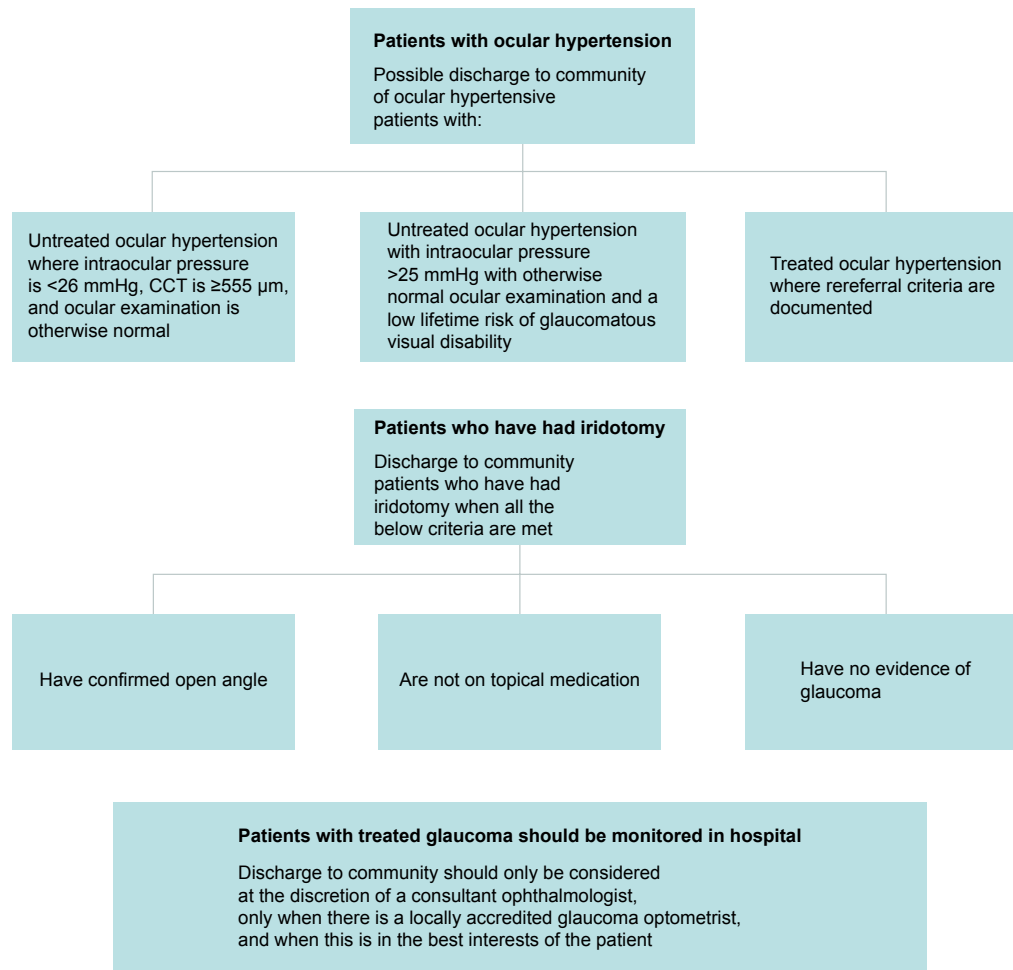 Patients with ocular hypertension
Possible discharge to community
of ocular hypertensive
patients with:
Untreated ocular hypertension
where intraocular pressure
is <26 mmHg, CCT is ≥555 µm,
and ocular examination is
otherwise normal
Untreated ocular hypertension
with intraocular pressure
>25 mmHg with otherwise
normal ocular examination and a
low lifetime risk of glaucomatous
visual disability
Treated ocular hypertension
where rereferral criteria are
documented
Patients who have had iridotomy
Discharge to community
patients who have had
iridotomy when all the
below criteria are met
Have confirmed open angle
Are not on topical medication
Have no evidence of
glaucoma
Patients with treated glaucoma should be monitored in hospital
Discharge to community should only be considered
at the discretion of a consultant ophthalmologist,
only when there is a locally accredited glaucoma optometrist,
and when this is in the best interests of the patient